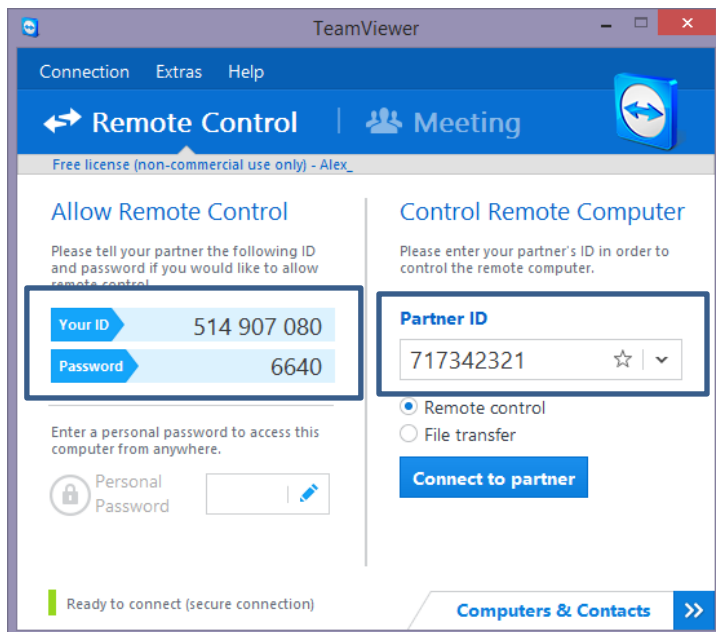 TeamViewer
Connection Extras Help
Remote Control
Meeting
Free license (non-commercial use only) - Alex_
Allow Remote Control
Please tell your partner the following ID
and password if you would like to allow
remote control.
Your ID 514 907 080
Password 6640
Enter a personal password to access this
computer from anywhere.
Personal
Password
Control Remote Computer
Please enter your partner's ID in order to
control the remote computer.
Partner ID
717342321
Remote control
File transfer
Connect to partner
Ready to connect (secure connection)
Computers & Contacts